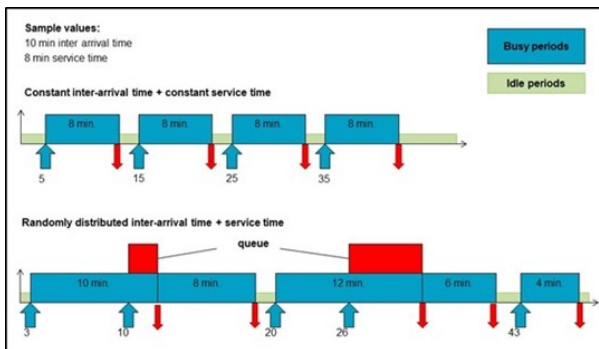 Sample values:
10 min inter arrival time
8 min service time
Busy periods
Idle periods
Constant inter-arrival time + constant service time
8 min. 8 min. 8 min. 8 min.
5 15 25 35
Randomly distributed inter-arrival time + service time
queue
10 min. 8 min. 12 min. 6 min. 4 min.
3 10 20 26 43